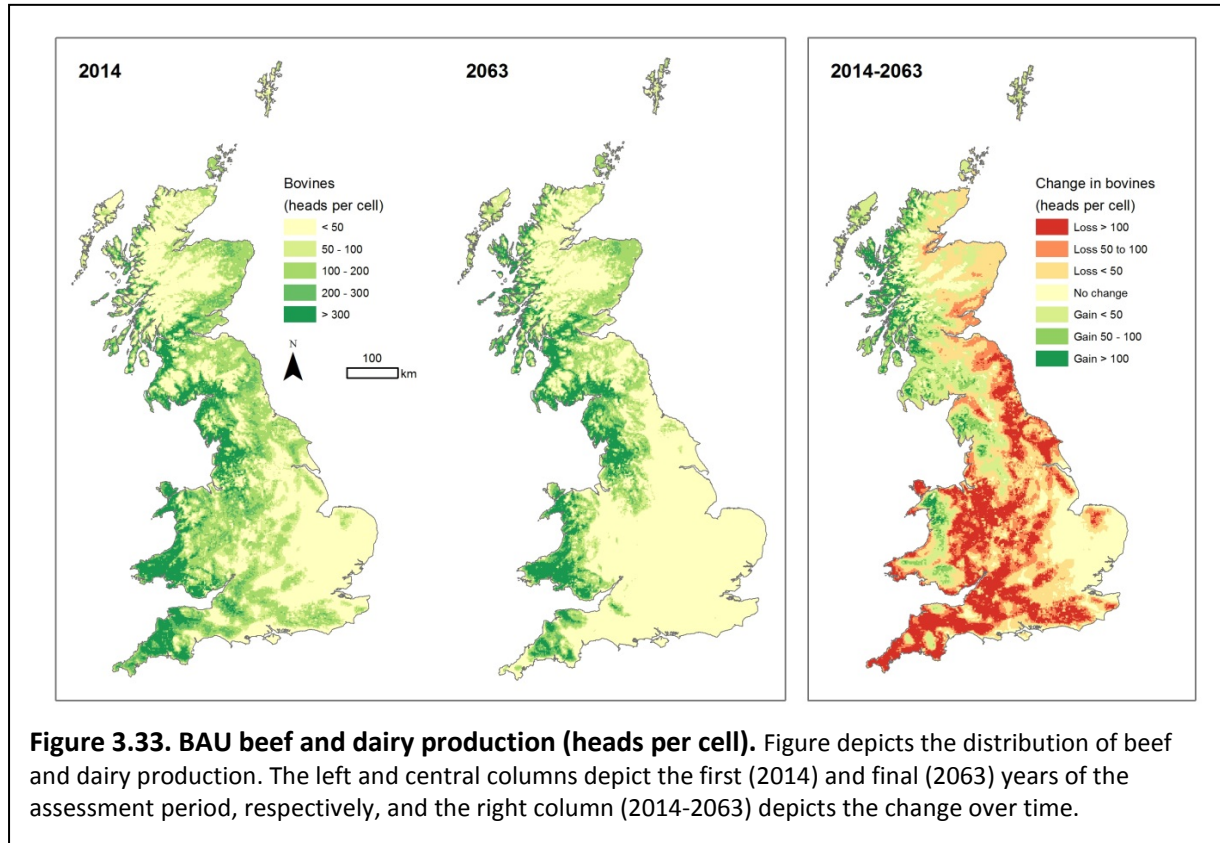 2014
2063
2014-2063
Bovines
(heads per cell)
< 50
50 - 100
100 - 200
200 - 300
> 300
N
100
km
Change in bovines
(heads per cell)
Loss > 100
Loss 50 to 100
Loss < 50
No change
Gain < 50
Gain 50 - 100
Gain > 100
Figure 3.33. BAU beef and dairy production (heads per cell). Figure depicts the distribution of beef
and dairy production. The left and central columns depict the first (2014) and final (2063) years of the
assessment period, respectively, and the right column (2014-2063) depicts the change over time.